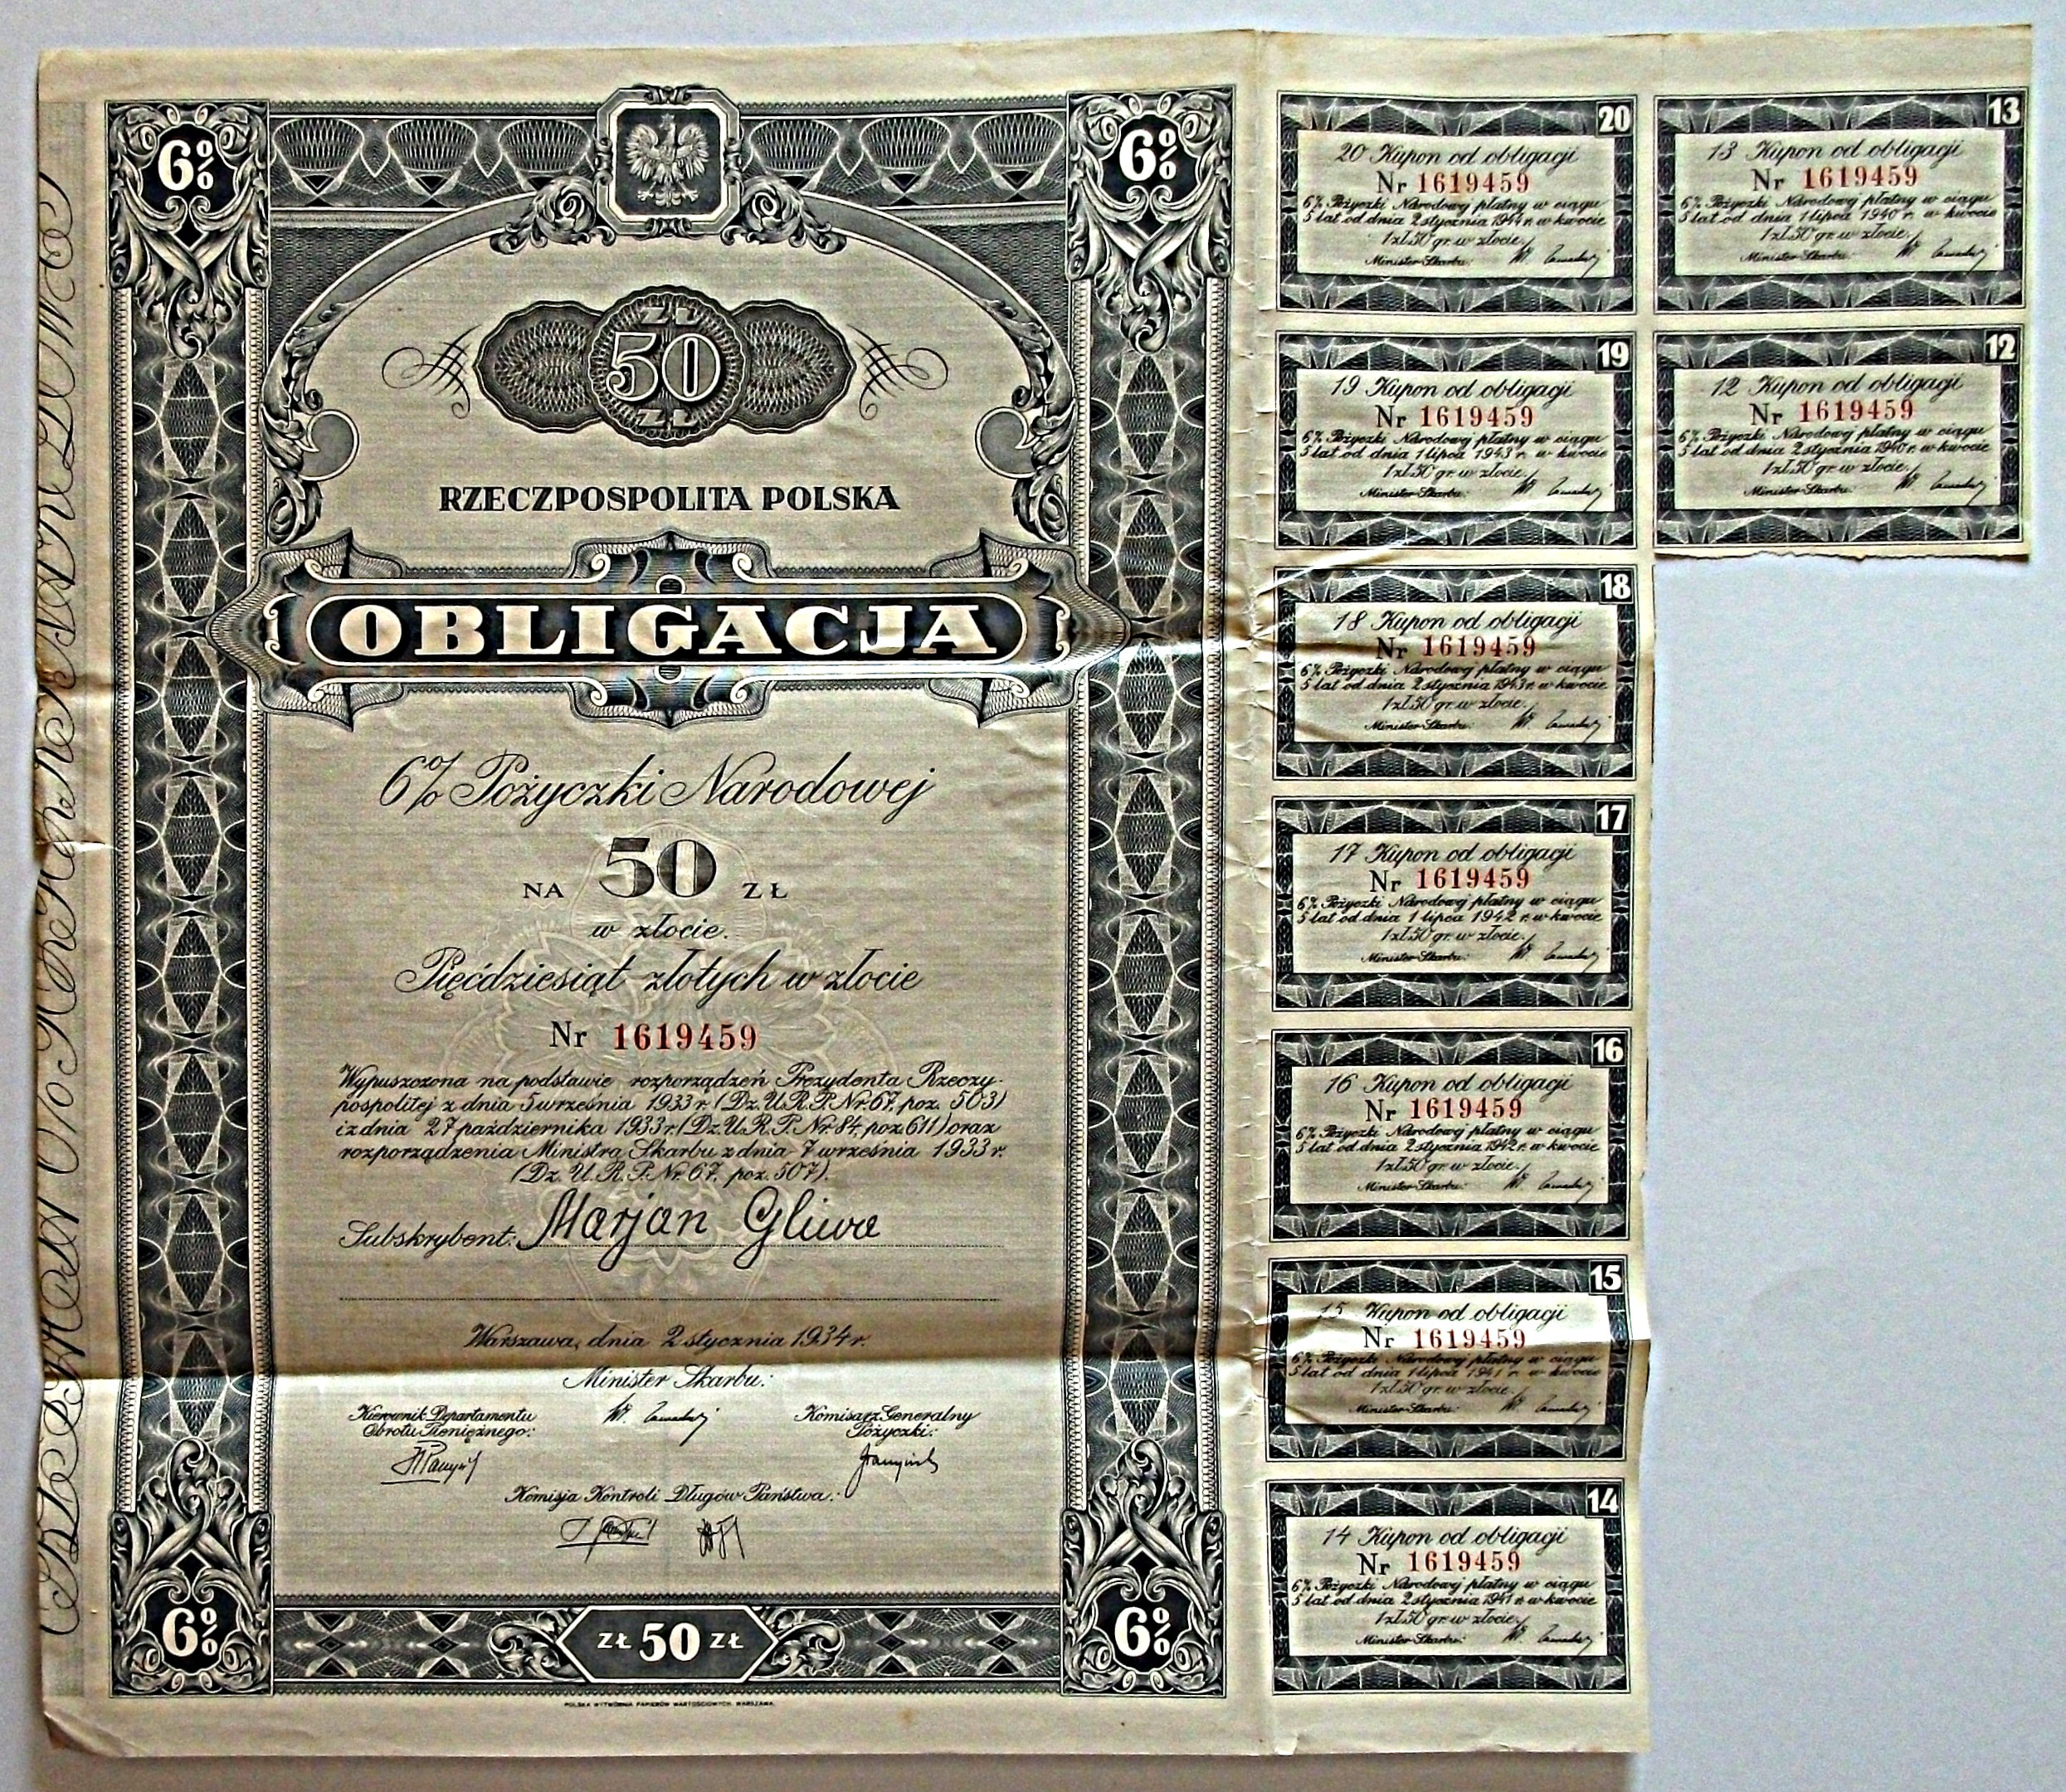 6%
6%
ZŁ
50
ZŁ
RZECZPOSPOLITA POLSKA
OBLIGACJA
6% Pożyczki Narodowej
NA 50 ZŁ
w złocie.
Pięćdziesiąt złotych w złocie
Nr 1619459
Wypuszczona na podstawie rozporządzeń Prezydenta Rzeczy-
pospolitej z dnia 5 września 1933 r. (Dz. U. R. P. Nr. 67, poz. 503)
i z dnia 27 października 1933 r. (Dz. U. R. P. Nr. 84, poz. 611) oraz
rozporządzenia Ministra Skarbu z dnia 7 września 1933 r.
(Dz. U. R. P. Nr. 67, poz. 507).
Subskrybent: Marjan Gliwa
Warszawa, dnia 2 stycznia 1934 r.
Minister Skarbu:
Kierownik Departamentu
Obrotu Pieniężnego:
Komisarz Generalny
Pożyczki:
Komisja Kontroli Długów Państwa:
6%
ZŁ 50 ZŁ
6%
POLSKA WYTWÓRNIA PAPIERÓW WARTOŚCIOWYCH. WARSZAWA.
20
20 Kupon od obligacji
Nr 1619459
6% Pożyczki Narodowej płatny w ciągu
5 lat od dnia 2 stycznia 1944 r. w kwocie
1 zł. 50 gr. w złocie.
Minister Skarbu:
19
19 Kupon od obligacji
Nr 1619459
6% Pożyczki Narodowej płatny w ciągu
5 lat od dnia 1 lipca 1943 r. w kwocie
1 zł. 50 gr. w złocie.
Minister Skarbu:
18
18 Kupon od obligacji
Nr 1619459
6% Pożyczki Narodowej płatny w ciągu
5 lat od dnia 2 stycznia 1943 r. w kwocie
1 zł. 50 gr. w złocie.
Minister Skarbu:
17
17 Kupon od obligacji
Nr 1619459
6% Pożyczki Narodowej płatny w ciągu
5 lat od dnia 1 lipca 1942 r. w kwocie
1 zł. 50 gr. w złocie.
Minister Skarbu:
16
16 Kupon od obligacji
Nr 1619459
6% Pożyczki Narodowej płatny w ciągu
5 lat od dnia 2 stycznia 1942 r. w kwocie
1 zł. 50 gr. w złocie.
Minister Skarbu:
15
15 Kupon od obligacji
Nr 1619459
6% Pożyczki Narodowej płatny w ciągu
5 lat od dnia 1 lipca 1941 r. w kwocie
1 zł. 50 gr. w złocie.
Minister Skarbu:
14
14 Kupon od obligacji
Nr 1619459
6% Pożyczki Narodowej płatny w ciągu
5 lat od dnia 2 stycznia 1941 r. w kwocie
1 zł. 50 gr. w złocie.
Minister Skarbu:
13
13 Kupon od obligacji
Nr 1619459
6% Pożyczki Narodowej płatny w ciągu
5 lat od dnia 1 lipca 1940 r. w kwocie
1 zł. 50 gr. w złocie.
Minister Skarbu:
12
12 Kupon od obligacji
Nr 1619459
6% Pożyczki Narodowej płatny w ciągu
5 lat od dnia 2 stycznia 1940 r. w kwocie
1 zł. 50 gr. w złocie.
Minister Skarbu: